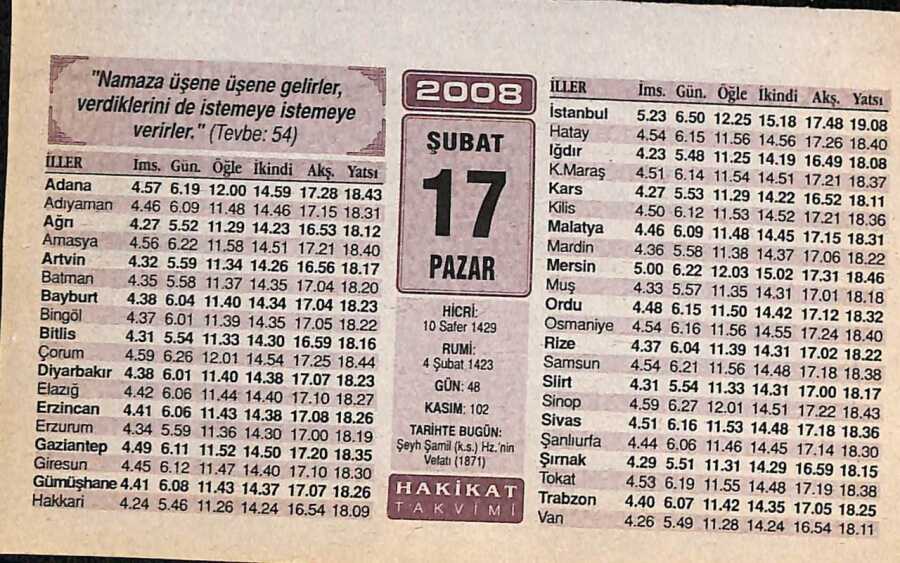 "Namaza üşene üşene gelirler,
verdiklerini de istemeye istemeye
verirler." (Tevbe: 54)
İLLER İms. Gün. Öğle İkindi Akş. Yatsı
Adana 4.57 6.19 12.00 14.59 17.28 18.43
Adıyaman 4.46 6.09 11.48 14.46 17.15 18.31
Ağrı 4.27 5.52 11.29 14.23 16.53 18.12
Amasya 4.56 6.22 11.58 14.51 17.21 18.40
Artvin 4.32 5.59 11.34 14.26 16.56 18.17
Batman 4.35 5.58 11.37 14.35 17.04 18.20
Bayburt 4.38 6.04 11.40 14.34 17.04 18.23
Bingöl 4.37 6.01 11.39 14.35 17.05 18.22
Bitlis 4.31 5.54 11.33 14.30 16.59 18.16
Çorum 4.59 6.26 12.01 14.54 17.25 18.44
Diyarbakır 4.38 6.01 11.40 14.38 17.07 18.23
Elazığ 4.42 6.06 11.44 14.40 17.10 18.27
Erzincan 4.41 6.06 11.43 14.38 17.08 18.26
Erzurum 4.34 5.59 11.36 14.30 17.00 18.19
Gaziantep 4.49 6.11 11.52 14.50 17.20 18.35
Giresun 4.45 6.12 11.47 14.40 17.10 18.30
Gümüşhane 4.41 6.08 11.43 14.37 17.07 18.26
Hakkari 4.24 5.46 11.26 14.24 16.54 18.09
2008
ŞUBAT
17
PAZAR
HİCRİ:
10 Safer 1429
RUMİ:
4 Şubat 1423
GÜN: 48
KASIM: 102
TARİHTE BUGÜN:
Şeyh Şamil (k.s.) Hz.'nin
Vefatı (1871)
HAKİKAT
TAKVİMİ
İLLER İms. Gün. Öğle İkindi Akş. Yatsı
İstanbul 5.23 6.50 12.25 15.18 17.48 19.08
Hatay 4.54 6.15 11.56 14.56 17.26 18.40
Iğdır 4.23 5.48 11.25 14.19 16.49 18.08
K.Maraş 4.51 6.14 11.54 14.51 17.21 18.37
Kars 4.27 5.53 11.29 14.22 16.52 18.11
Kilis 4.50 6.12 11.53 14.52 17.21 18.36
Malatya 4.46 6.09 11.48 14.45 17.15 18.31
Mardin 4.36 5.58 11.38 14.37 17.06 18.22
Mersin 5.00 6.22 12.03 15.02 17.31 18.46
Muş 4.33 5.57 11.35 14.31 17.01 18.18
Ordu 4.48 6.15 11.50 14.42 17.12 18.32
Osmaniye 4.54 6.16 11.56 14.55 17.24 18.40
Rize 4.37 6.04 11.39 14.31 17.02 18.22
Samsun 4.54 6.21 11.56 14.48 17.18 18.38
Siirt 4.31 5.54 11.33 14.31 17.00 18.17
Sinop 4.59 6.27 12.01 14.51 17.22 18.43
Sivas 4.51 6.16 11.53 14.48 17.18 18.36
Şanlıurfa 4.44 6.06 11.46 14.45 17.14 18.30
Şırnak 4.29 5.51 11.31 14.29 16.59 18.15
Tokat 4.53 6.19 11.55 14.48 17.19 18.38
Trabzon 4.40 6.07 11.42 14.35 17.05 18.25
Van 4.26 5.49 11.28 14.24 16.54 18.11